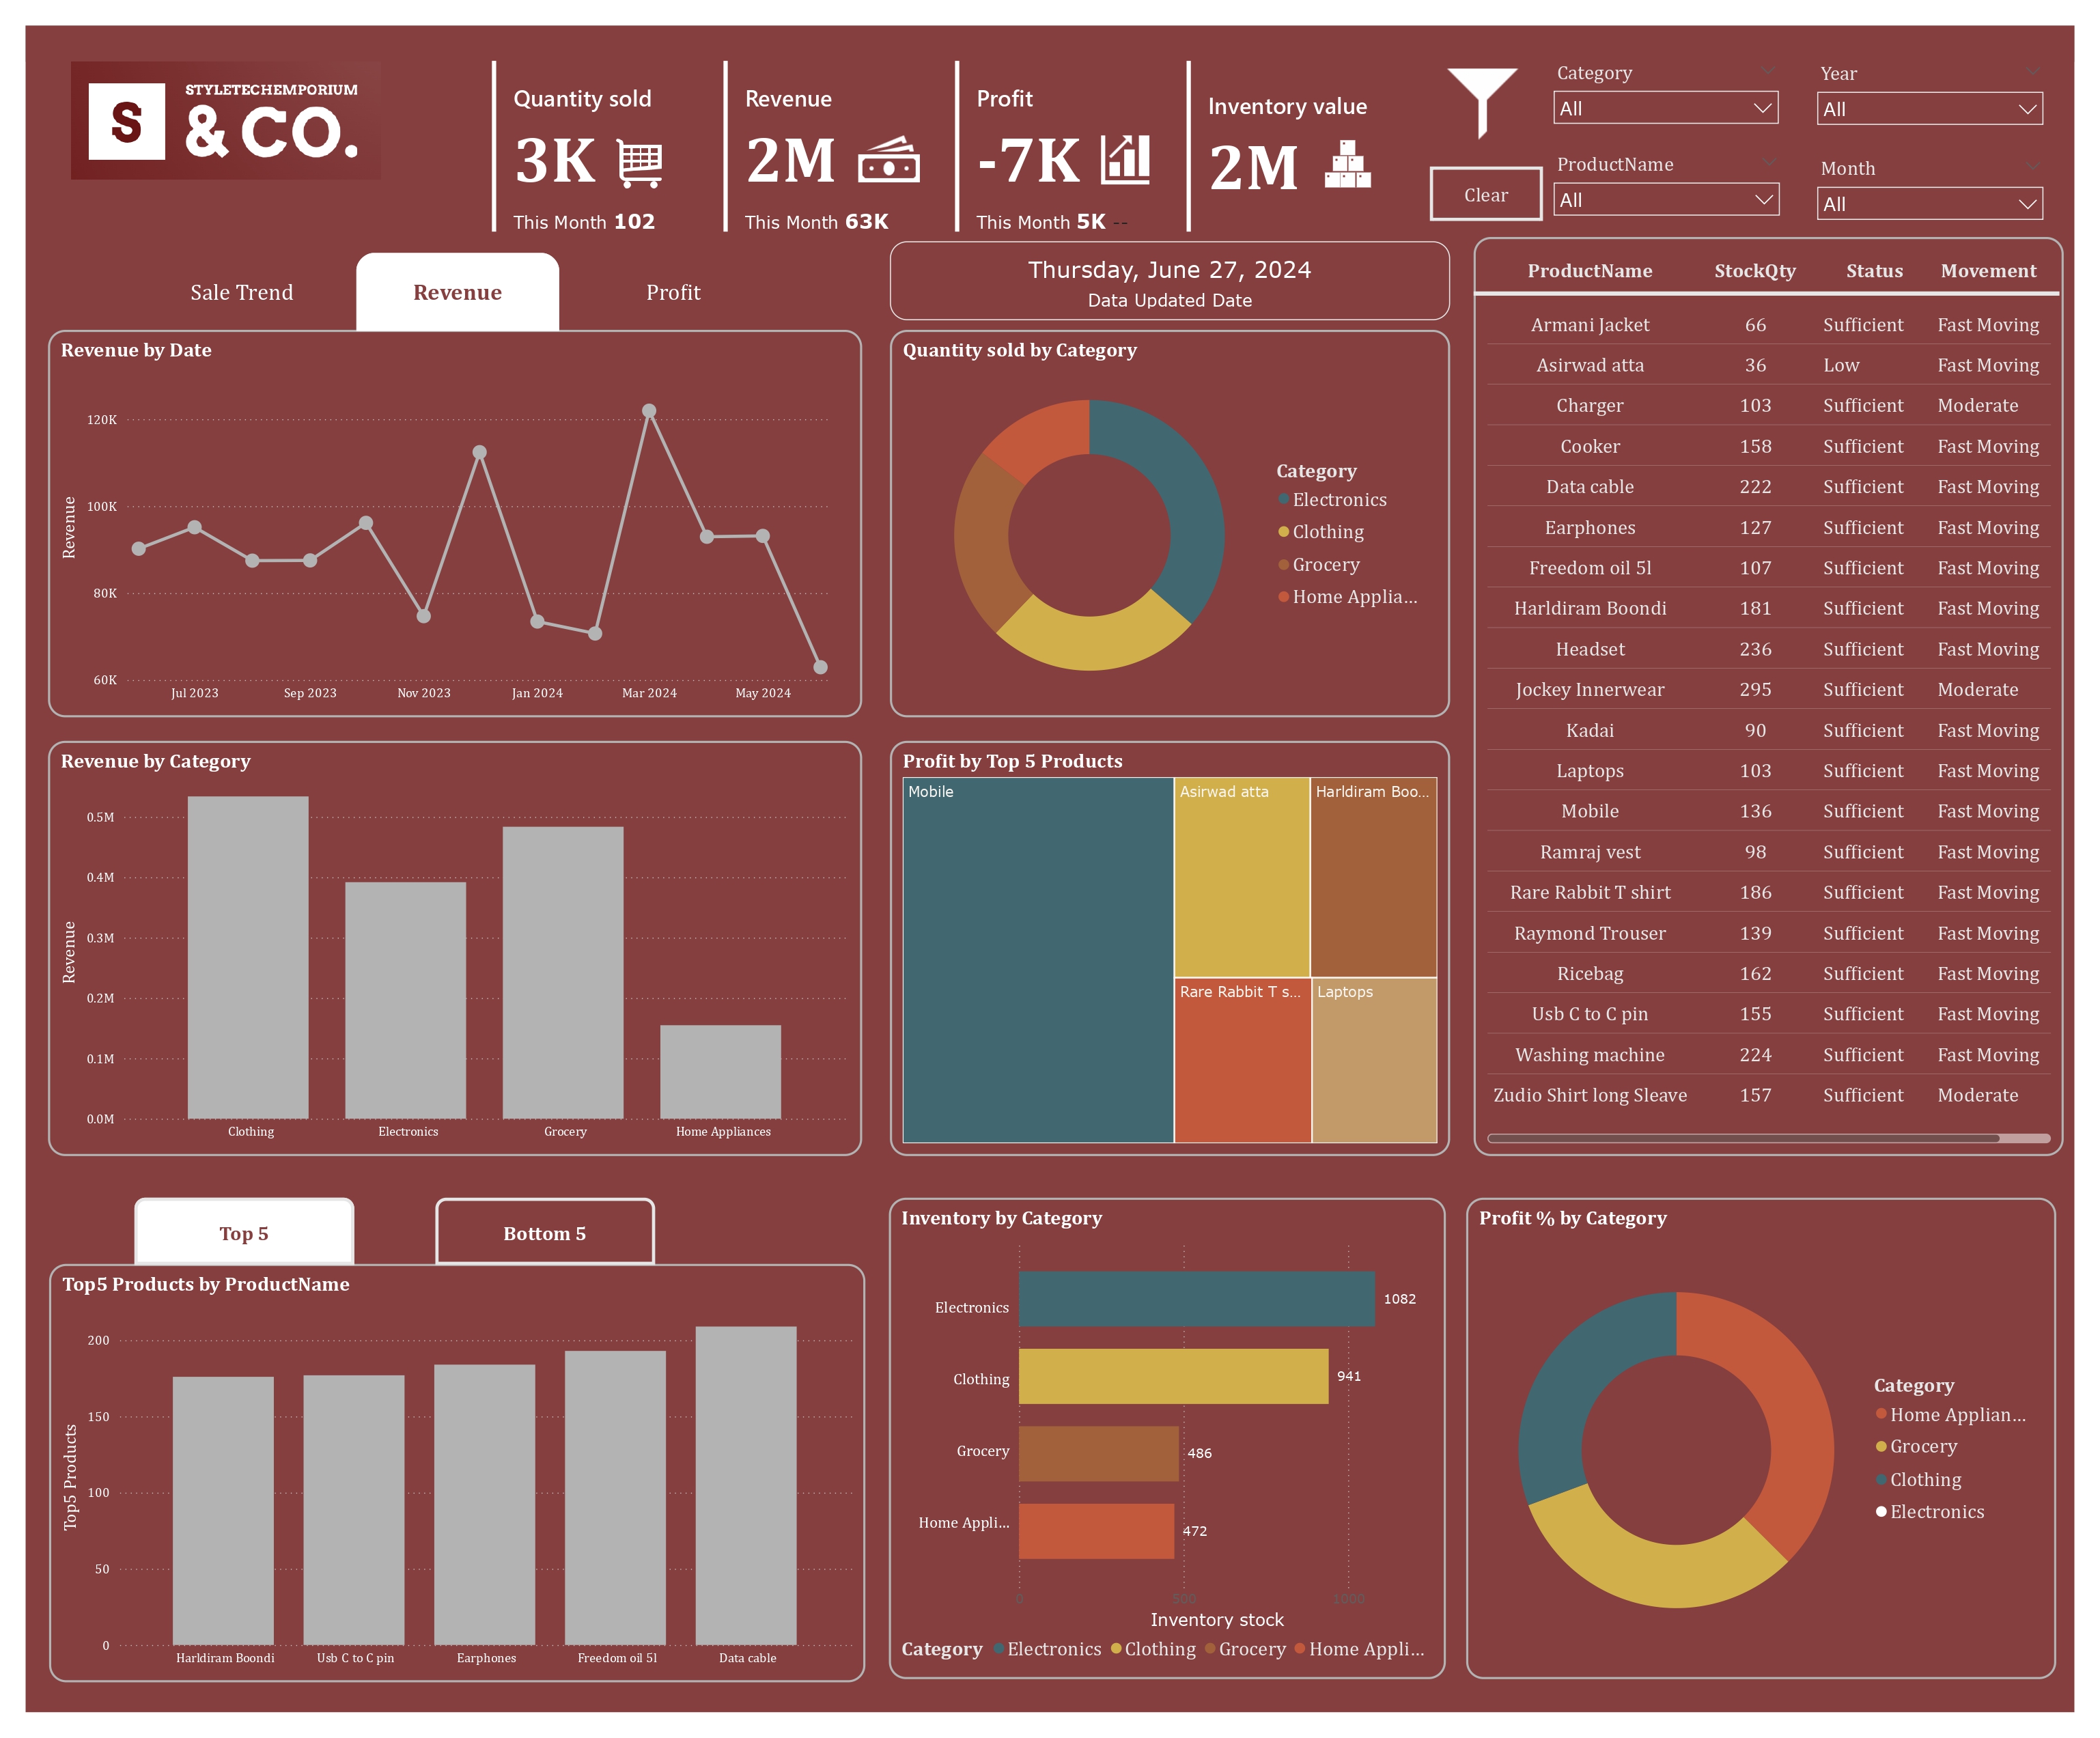 S
STYLETECHEMPORIUM
& CO.
Quantity sold
3K
This Month 102
Revenue
2M
This Month 63K
Profit
-7K
This Month 5K --
Inventory value
2M
Clear
Category
All
Year
All
ProductName
All
Month
All
Sale Trend
Revenue
Profit
Thursday, June 27, 2024
Data Updated Date
Revenue by Date
Revenue
120K
100K
80K
60K
Jul 2023 Sep 2023 Nov 2023 Jan 2024 Mar 2024 May 2024
Quantity sold by Category
Category
Electronics
Clothing
Grocery
Home Applia...
ProductName StockQty Status Movement
Armani Jacket 66 Sufficient Fast Moving
Asirwad atta 36 Low Fast Moving
Charger 103 Sufficient Moderate
Cooker 158 Sufficient Fast Moving
Data cable 222 Sufficient Fast Moving
Earphones 127 Sufficient Fast Moving
Freedom oil 5l 107 Sufficient Fast Moving
Harldiram Boondi 181 Sufficient Fast Moving
Headset 236 Sufficient Fast Moving
Jockey Innerwear 295 Sufficient Moderate
Kadai 90 Sufficient Fast Moving
Laptops 103 Sufficient Fast Moving
Mobile 136 Sufficient Fast Moving
Ramraj vest 98 Sufficient Fast Moving
Rare Rabbit T shirt 186 Sufficient Fast Moving
Raymond Trouser 139 Sufficient Fast Moving
Ricebag 162 Sufficient Fast Moving
Usb C to C pin 155 Sufficient Fast Moving
Washing machine 224 Sufficient Fast Moving
Zudio Shirt long Sleave 157 Sufficient Moderate
Revenue by Category
Revenue
0.5M
0.4M
0.3M
0.2M
0.1M
0.0M
Clothing Electronics Grocery Home Appliances
Profit by Top 5 Products
Mobile
Asirwad atta
Harldiram Boo...
Rare Rabbit T s...
Laptops
Top 5
Bottom 5
Top5 Products by ProductName
Top5 Products
200
150
100
50
0
Harldiram Boondi Usb C to C pin Earphones Freedom oil 5l Data cable
Inventory by Category
Electronics 1082
Clothing 941
Grocery 486
Home Appli... 472
0 500 1000
Inventory stock
Category Electronics Clothing Grocery Home Appli...
Profit % by Category
Category
Home Applian...
Grocery
Clothing
Electronics